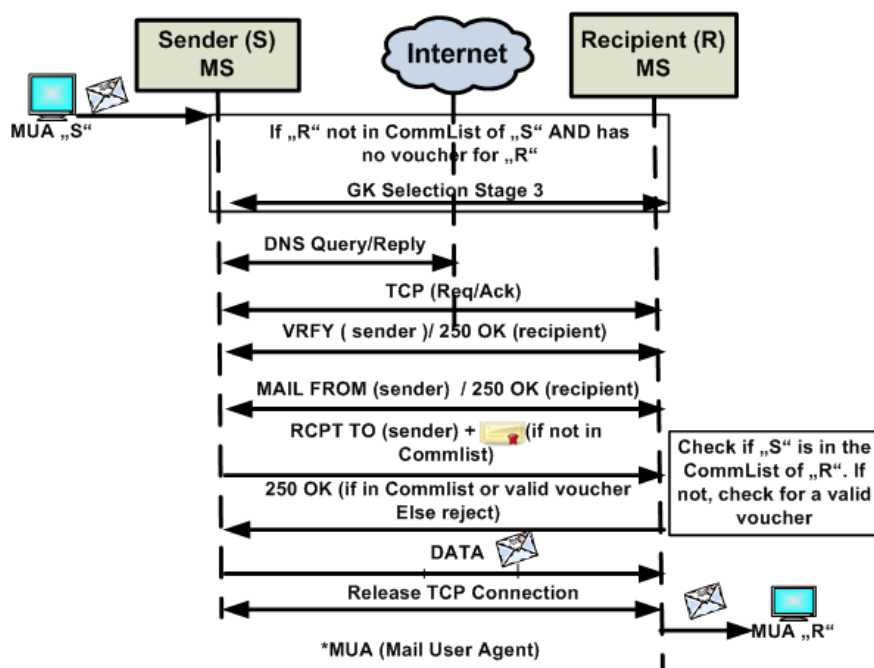 Sender (S)
MS
Internet
Recipient (R)
MS
MUA „S“
If „R“ not in CommList of „S“ AND has
no voucher for „R“
GK Selection Stage 3
DNS Query/Reply
TCP (Req/Ack)
VRFY ( sender )/ 250 OK (recipient)
MAIL FROM (sender)  / 250 OK (recipient)
RCPT TO (sender) + (if not in
Commlist)
Check if „S“ is in the
CommList of „R“. If
not, check for a valid
voucher
250 OK (if in Commlist or valid voucher
Else reject)
DATA
Release TCP Connection
MUA „R“
*MUA (Mail User Agent)